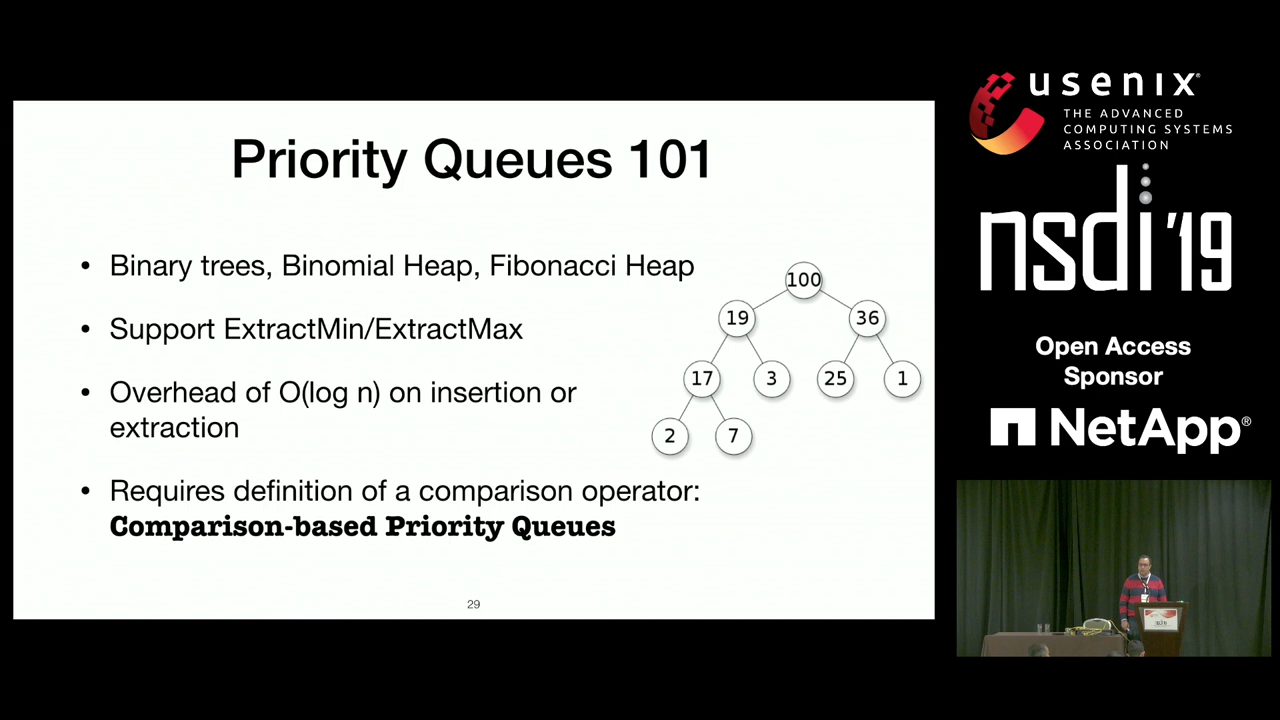 Priority Queues 101
• Binary trees, Binomial Heap, Fibonacci Heap
• Support ExtractMin/ExtractMax
• Overhead of O(log n) on insertion or
extraction
• Requires definition of a comparison operator:
Comparison-based Priority Queues
100
19
36
17
3
25
1
2
7
29
usenix®
THE ADVANCED
COMPUTING SYSTEMS
ASSOCIATION
nsdi '19
Open Access
Sponsor
NetApp®